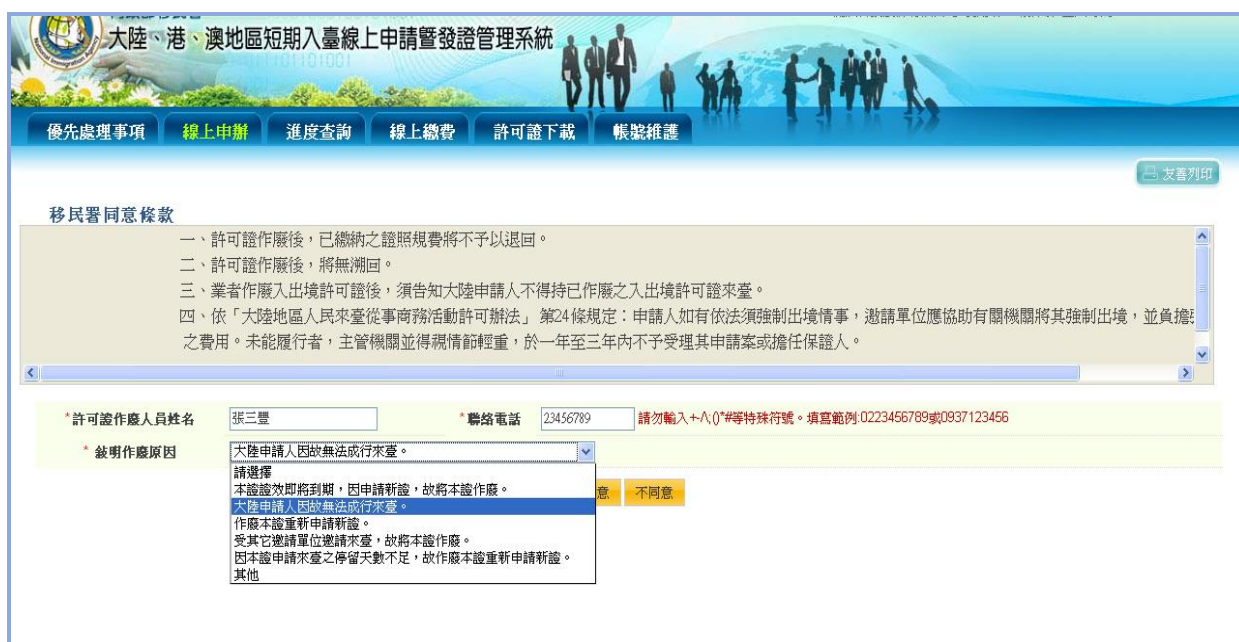 大陸、港、澳地區短期入臺線上申請暨發證管理系統
優先處理事項 線上申辦 進度查詢 線上繳費 許可證下載 帳號維護
友善列印
移民署同意條款
一、許可證作廢後，已繳納之證照規費將不予以退回。
二、許可證作廢後，將無溯回。
三、業者作廢入出境許可證後，須告知大陸申請人不得持已作廢之入出境許可證來臺。
四、依「大陸地區人民來臺從事商務活動許可辦法」 第24條規定：申請人如有依法須強制出境情事，邀請單位應協助有關機關將其強制出境，並負擔
之費用。未能履行者，主管機關並得視情節輕重，於一年至三年內不予受理其申請案或擔任保證人。
*許可證作廢人員姓名 張三豐 *聯絡電話 23456789 請勿輸入+-/\;()'*#等特殊符號。填寫範例:0223456789或0937123456
* 敍明作廢原因 大陸申請人因故無法成行來臺。
請選擇
本證證效即將到期，因申請新證，故將本證作廢。
大陸申請人因故無法成行來臺。
意 不同意
作廢本證重新申請新證。
受其它邀請單位邀請來臺，故將本證作廢。
因本證申請來臺之停留天數不足，故作廢本證重新申請新證。
其他